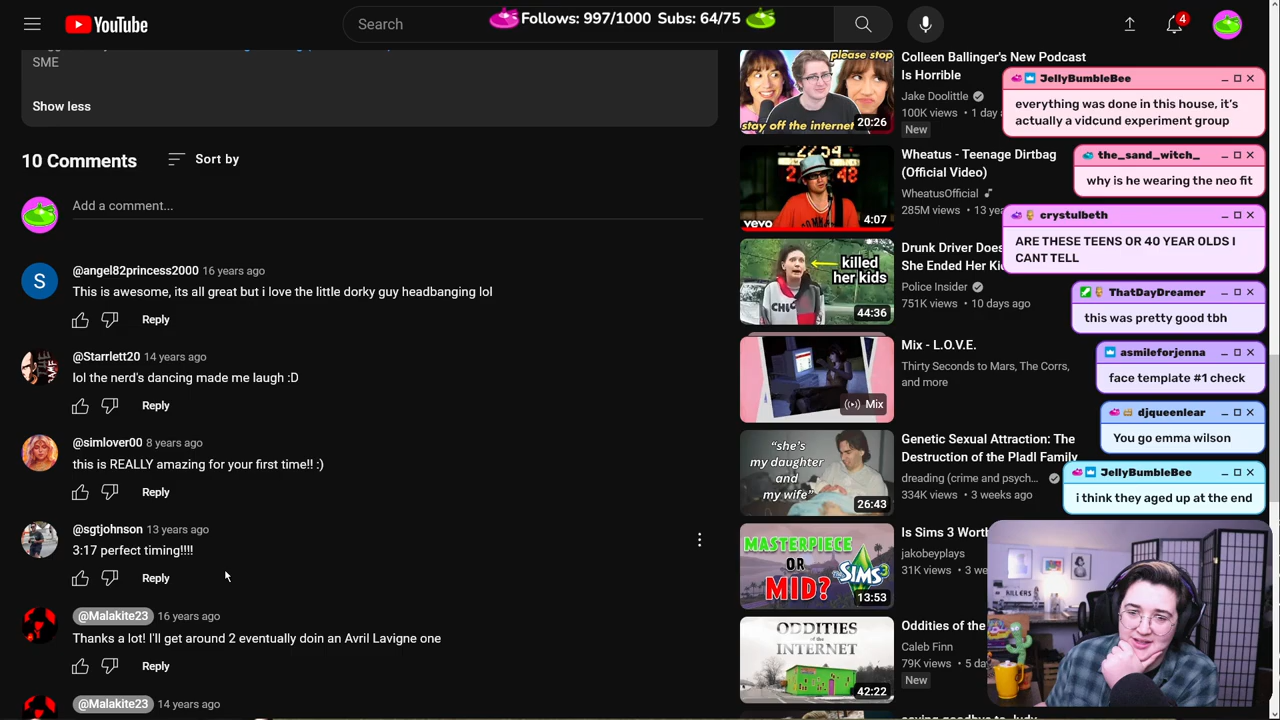 YouTube
Search
Follows: 997/1000 Subs: 64/75
4
SME
Show less
10 Comments
Sort by
Add a comment...
@angel82princess2000 16 years ago
This is awesome, its all great but i love the little dorky guy headbanging lol
Reply
@Starrlett20 14 years ago
lol the nerd's dancing made me laugh :D
Reply
@simlover00 8 years ago
this is REALLY amazing for your first time!! :)
Reply
@sgtjohnson 13 years ago
Reply
@Malakite23 16 years ago
Thanks a lot! I'll get around 2 eventually doin an Avril Lavigne one
Reply
@Malakite23 14 years ago
please stop
stay off the internet
20:26
Colleen Ballinger's New Podcast
Is Horrible
Jake Doolittle
100K views • 1 day
New
22 54
vevo
4:07
Wheatus - Teenage Dirtbag
(Official Video)
WheatusOfficial
285M views • 13 yea
killed
her kids
44:36
Drunk Driver Does
She Ended Her Kid
Police Insider
751K views • 10 days ago
Mix
Mix - L.O.V.E.
Thirty Seconds to Mars, The Corrs,
and more
"she's
my daughter
and
my wife"
26:43
Genetic Sexual Attraction: The
Destruction of the Pladl Family
dreading (crime and psych...
334K views • 3 weeks ago
MASTERPIECE
OR
MID?
SIMS 3
13:53
Is Sims 3 Worth
jakobeyplays
31K views • 3 we
ODDITIES
of the
INTERNET
42:22
Oddities of the
Caleb Finn
79K views • 5 day
New
JellyBumbleBee
everything was done in this house, it's
actually a vidcund experiment group
the_sand_witch_
why is he wearing the neo fit
crystulbeth
ARE THESE TEENS OR 40 YEAR OLDS I
CANT TELL
ThatDayDreamer
this was pretty good tbh
asmileforjenna
face template #1 check
djqueenlear
You go emma wilson
JellyBumbleBee
i think they aged up at the end
KILLERS